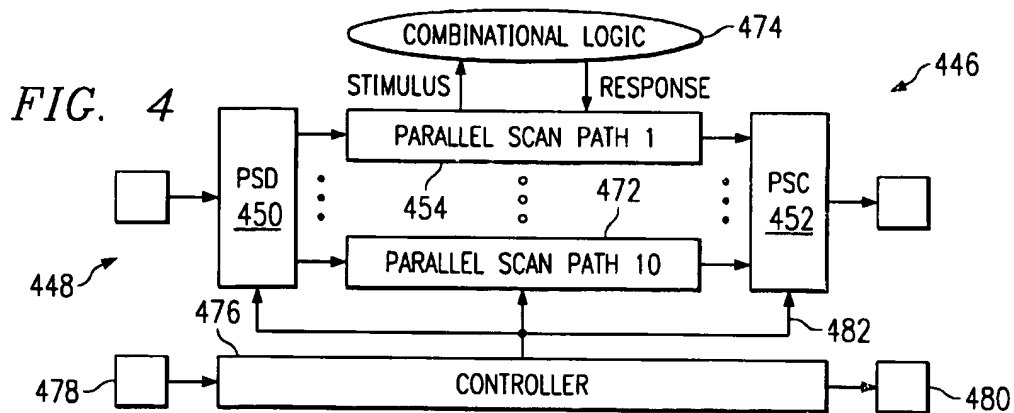 COMBINATIONAL LOGIC
474
446
STIMULUS
RESPONSE
FIG. 4
PARALLEL SCAN PATH 1
PSD
450
PSC
452
454
472
PARALLEL SCAN PATH 10
448
476
482
478
CONTROLLER
480